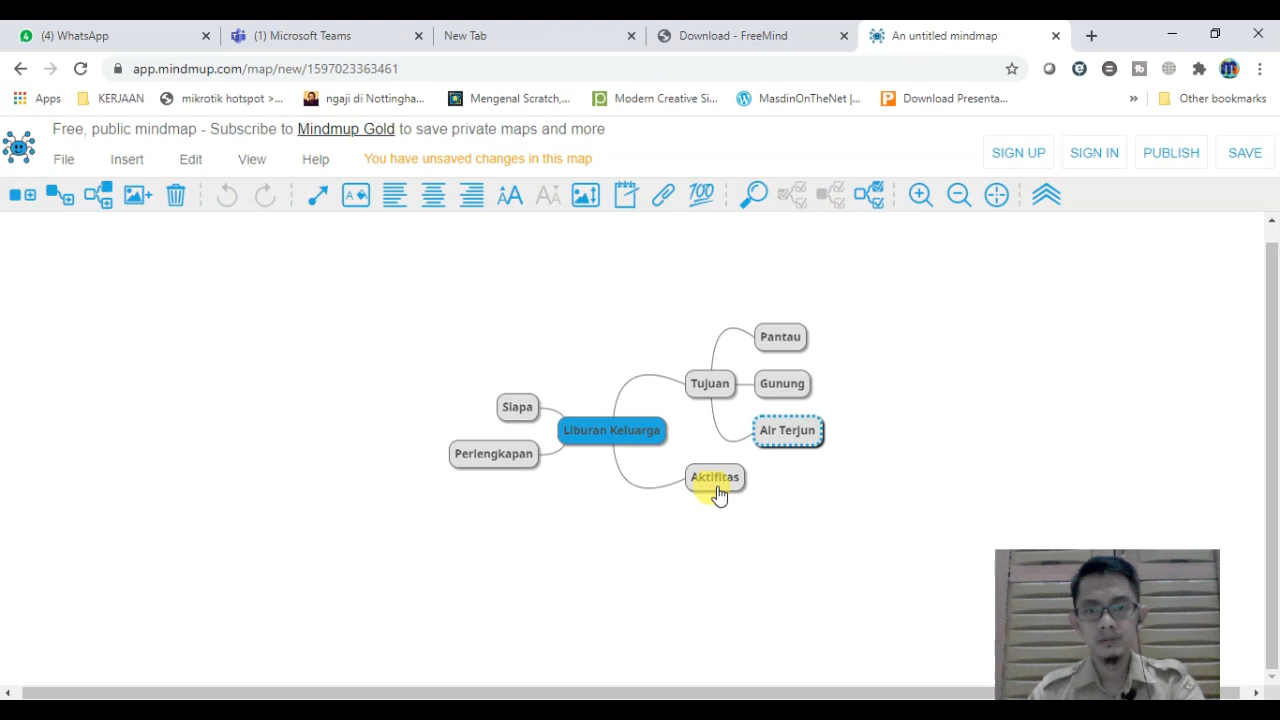 (4) WhatsApp
(1) Microsoft Teams
New Tab
Download - FreeMind
An untitled mindmap
app.mindmup.com/map/new/1597023363461
Apps
KERJAAN
mikrotik hotspot >...
ngaji di Nottingha...
Mengenal Scratch,...
Modern Creative Si...
MasdinOnTheNet |...
Download Presenta...
»
Other bookmarks
Free, public mindmap - Subscribe to Mindmup Gold to save private maps and more
File
Insert
Edit
View
Help
You have unsaved changes in this map
SIGN UP
SIGN IN
PUBLISH
SAVE
Pantau
Tujuan
Gunung
Siapa
Liburan Keluarga
Air Terjun
Perlengkapan
Aktifitas